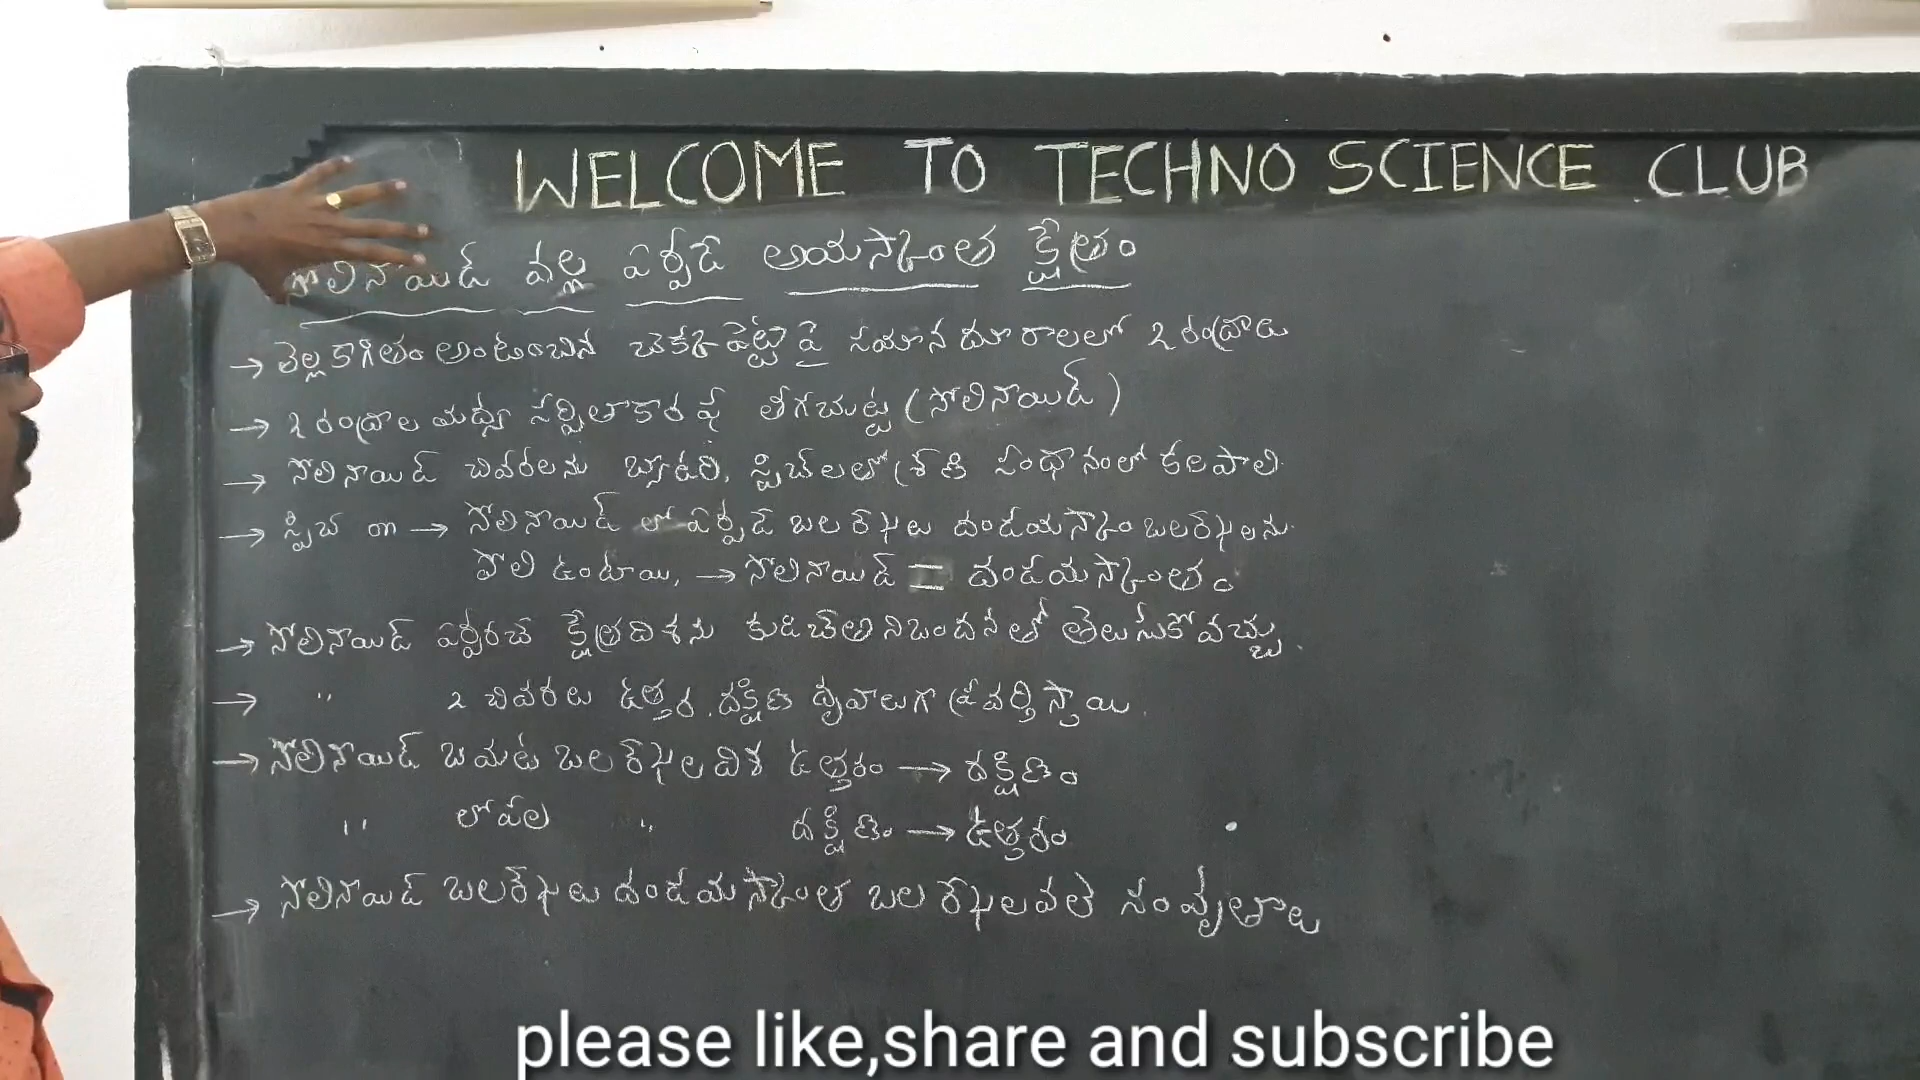 WELCOME TO TECHNO SCIENCE CLUB
సోలినాయిడ్ వల్ల ఏర్పడే అయస్కాంత క్షేత్రం
→ తెల్లకాగితం అంటించిన చెక్కపెట్టె పై సమాన దూరాలలో 2 రంధ్రాలు
→ 2 రంధ్రాల మధ్య సర్పిలాకార తీగచుట్ట (సోలినాయిడ్)
→ సోలినాయిడ్ చివరలను బ్యాటరి, స్విచ్‌లలో శ్రేణి సంధానంలో కలపాలి
→ స్విచ్ on → సోలినాయిడ్ లో ఏర్పడే బలరేఖలు దండయస్కాం బలరేఖలను
పోలి ఉంటాయి, → సోలినాయిడ్ = దండయస్కాంతం
→ సోలినాయిడ్ ఏర్పరచే క్షేత్రదిశను కుడిచేతి నిబందనతో తెలుసుకోవచ్చు.
→ " 2 చివరలు ఉత్తర, దక్షిణ ధృవాలుగా ప్రవర్తిస్తాయి.
→ సోలినాయిడ్ బయట బలరేఖల దిశ ఉత్తరం → దక్షిణం
" లోపల " దక్షిణం → ఉత్తరం
→ సోలినాయిడ్ బలరేఖలు దండయస్కాంత బలరేఖలవలె సంవృతాలు
please like,share and subscribe